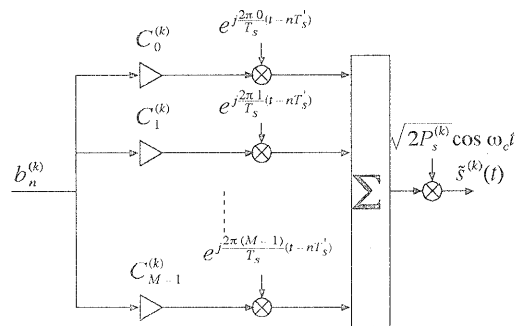 C_0^{(k)}
e^{j\frac{2\pi 0}{T_s}(t-nT_s')}
C_1^{(k)}
e^{j\frac{2\pi 1}{T_s}(t-nT_s')}
\sqrt{2P_s^{(k)}} \cos \omega_c t
b_n^{(k)}
Σ
\tilde{s}^{(k)}(t)
e^{j\frac{2\pi (M-1)}{T_s}(t-nT_s')}
C_{M-1}^{(k)}